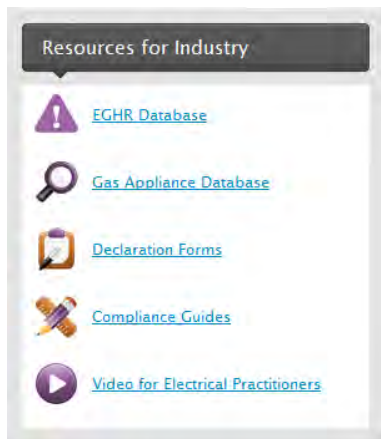 Resources for Industry
EGHR Database
Gas Appliance Database
Declaration Forms
Compliance Guides
Video for Electrical Practitioners